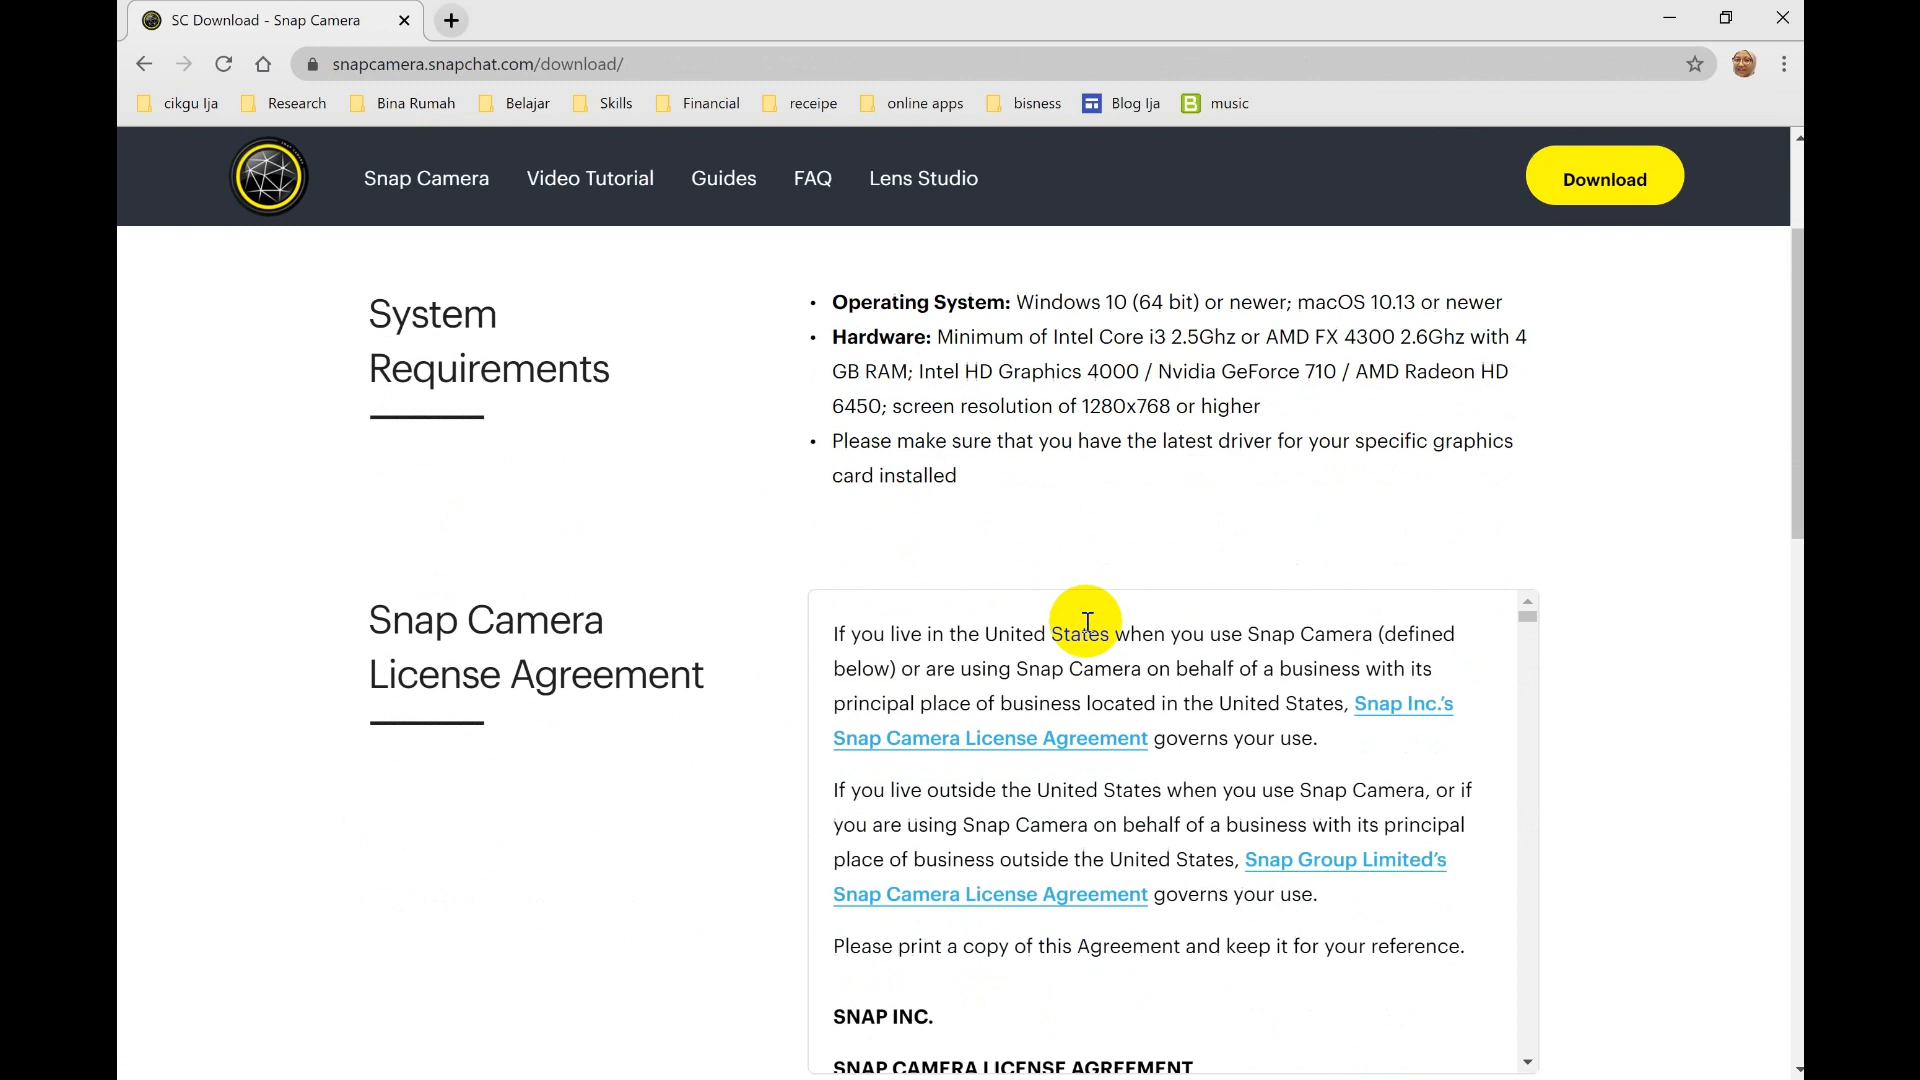 SC Download - Snap Camera
snapcamera.snapchat.com/download/
cikgu Ija
Research
Bina Rumah
Belajar
Skills
Financial
receipe
online apps
bisness
Blog Ija
music
Snap Camera
Video Tutorial
Guides
FAQ
Lens Studio
Download
System
Requirements
• Operating System: Windows 10 (64 bit) or newer; macOS 10.13 or newer
• Hardware: Minimum of Intel Core i3 2.5Ghz or AMD FX 4300 2.6Ghz with 4
GB RAM; Intel HD Graphics 4000 / Nvidia GeForce 710 / AMD Radeon HD
6450; screen resolution of 1280x768 or higher
• Please make sure that you have the latest driver for your specific graphics
card installed
Snap Camera
License Agreement
If you live in the United States when you use Snap Camera (defined
below) or are using Snap Camera on behalf of a business with its
principal place of business located in the United States, Snap Inc.’s
Snap Camera License Agreement governs your use.
If you live outside the United States when you use Snap Camera, or if
you are using Snap Camera on behalf of a business with its principal
place of business outside the United States, Snap Group Limited’s
Snap Camera License Agreement governs your use.
Please print a copy of this Agreement and keep it for your reference.
SNAP INC.
SNAP CAMERA LICENSE AGREEMENT